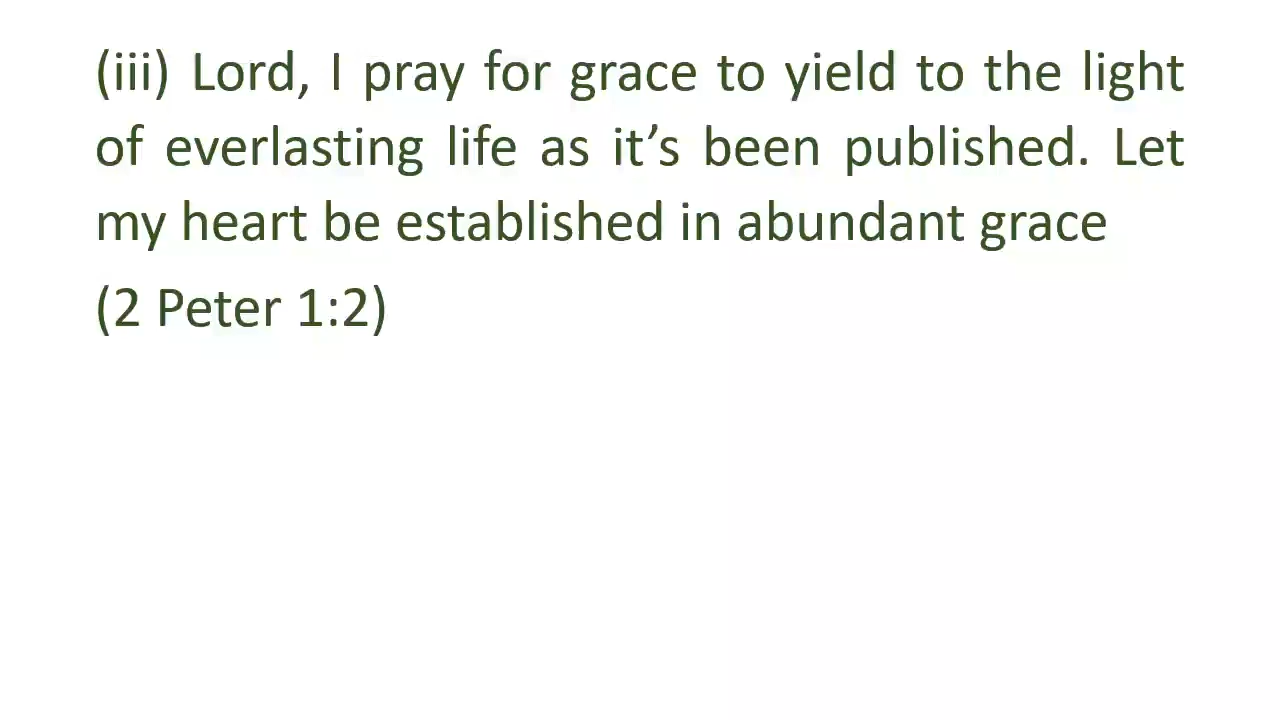 (iii) Lord, I pray for grace to yield to the light
of everlasting life as it’s been published. Let
my heart be established in abundant grace
(2 Peter 1:2)